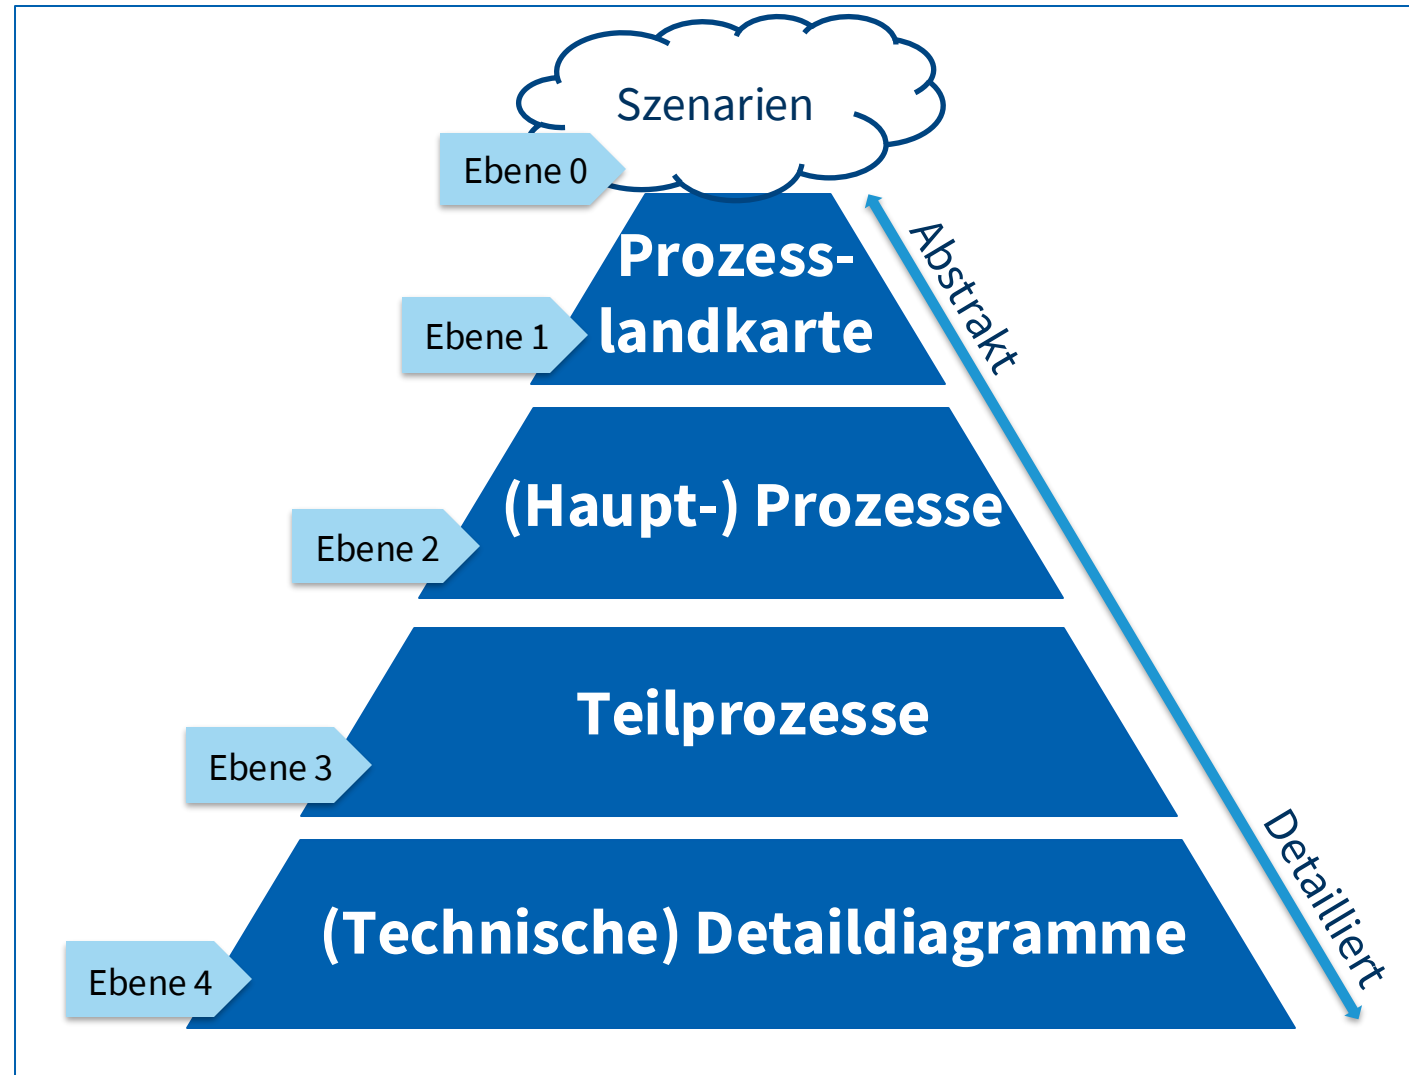 Szenarien
Ebene 0
Prozess-
landkarte
Ebene 1
Abstrakt
(Haupt-) Prozesse
Ebene 2
Teilprozesse
Ebene 3
Detailliert
(Technische) Detaildiagramme
Ebene 4